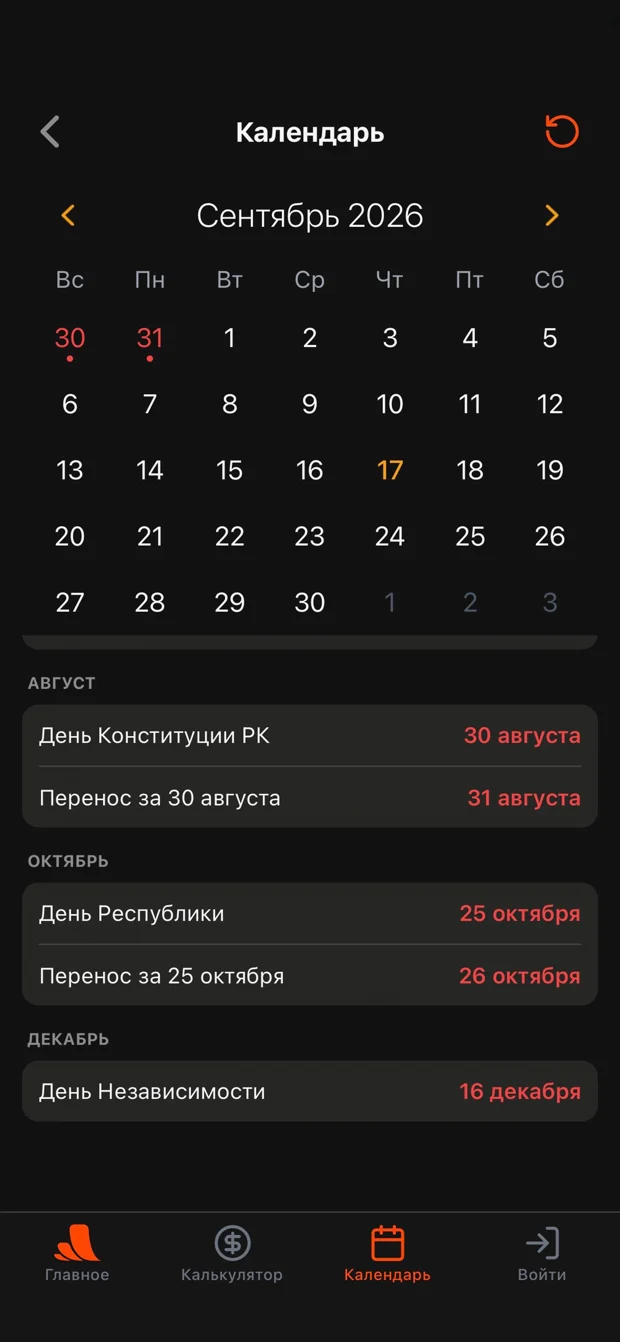 Календарь
Сентябрь 2026
Вс Пн Вт Ср Чт Пт Сб
30 31 1 2 3 4 5
6 7 8 9 10 11 12
13 14 15 16 17 18 19
20 21 22 23 24 25 26
27 28 29 30 1 2 3
АВГУСТ
День Конституции РК 30 августа
Перенос за 30 августа 31 августа
ОКТЯБРЬ
День Республики 25 октября
Перенос за 25 октября 26 октября
ДЕКАБРЬ
День Независимости 16 декабря
Главное Калькулятор Календарь Войти